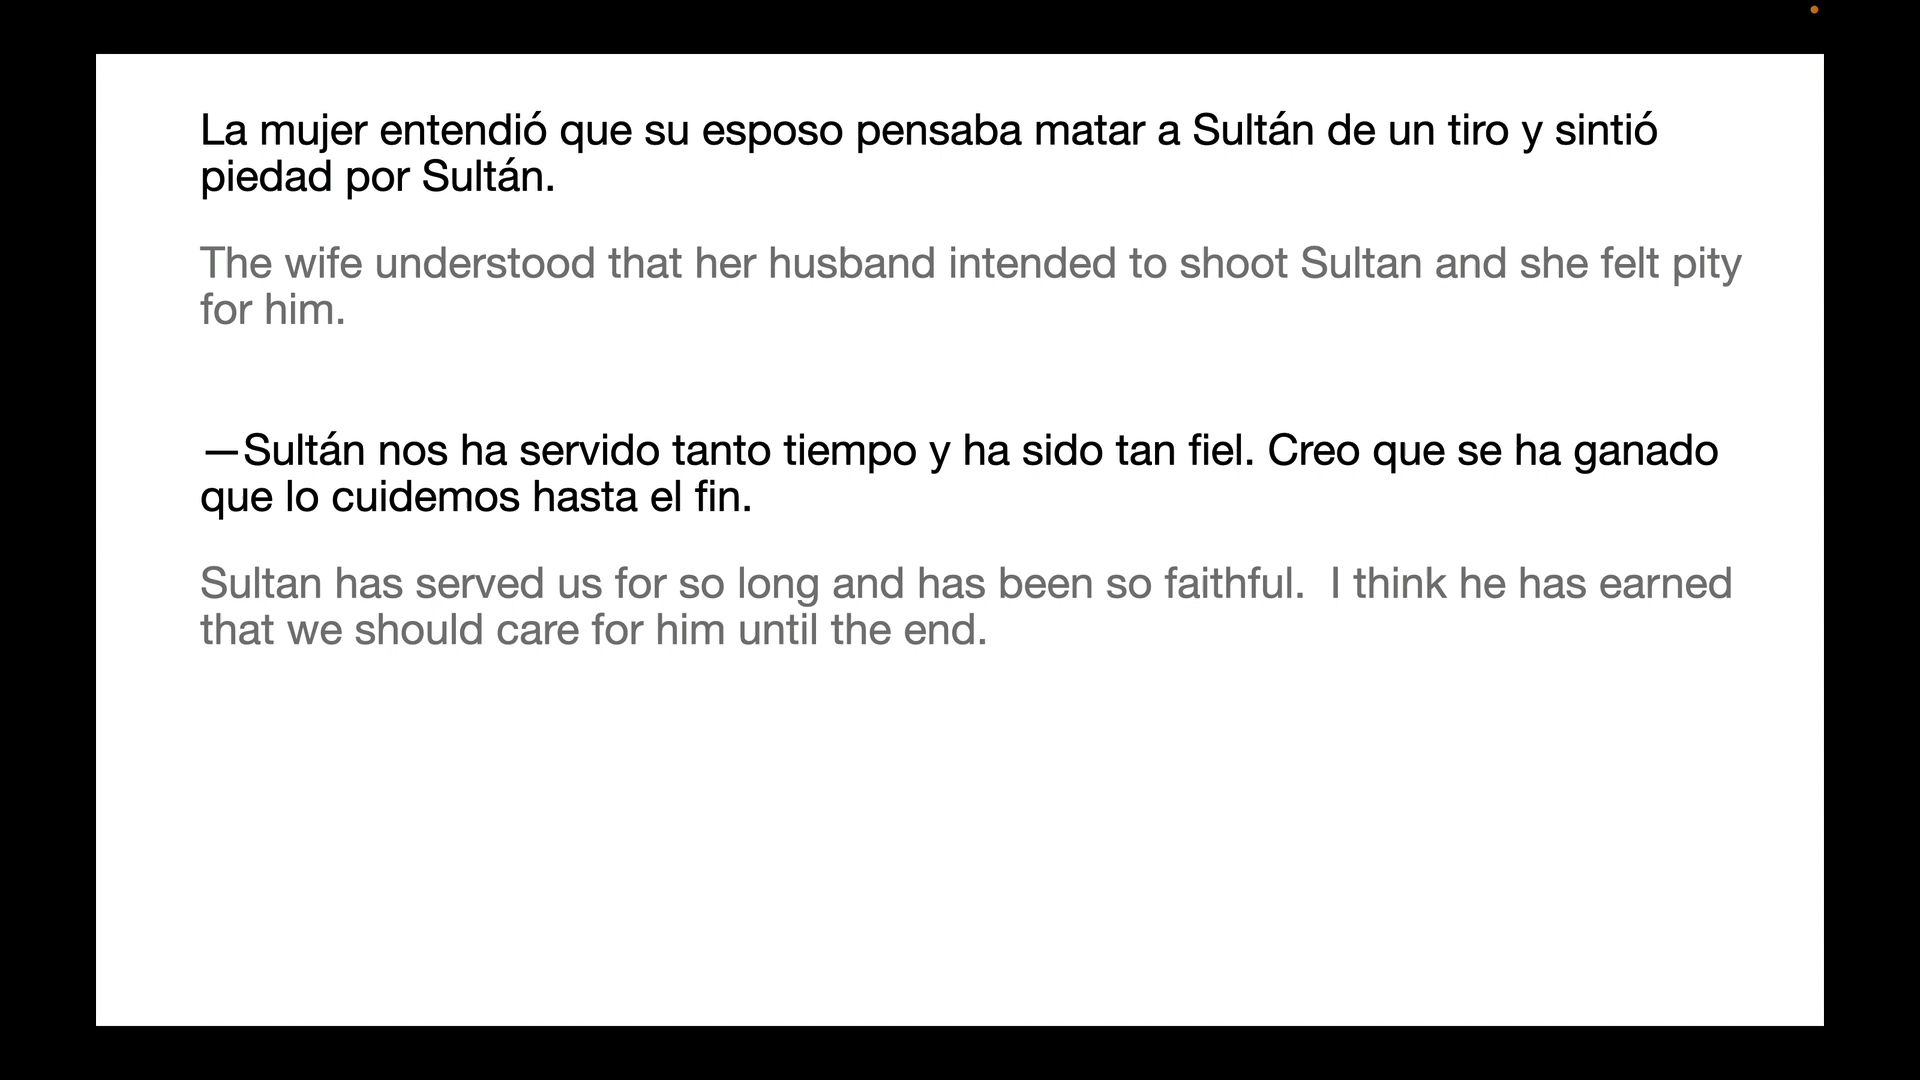 La mujer entendió que su esposo pensaba matar a Sultán de un tiro y sintió
piedad por Sultán.
The wife understood that her husband intended to shoot Sultan and she felt pity
for him.
—Sultán nos ha servido tanto tiempo y ha sido tan fiel. Creo que se ha ganado
que lo cuidemos hasta el fin.
Sultan has served us for so long and has been so faithful.  I think he has earned
that we should care for him until the end.